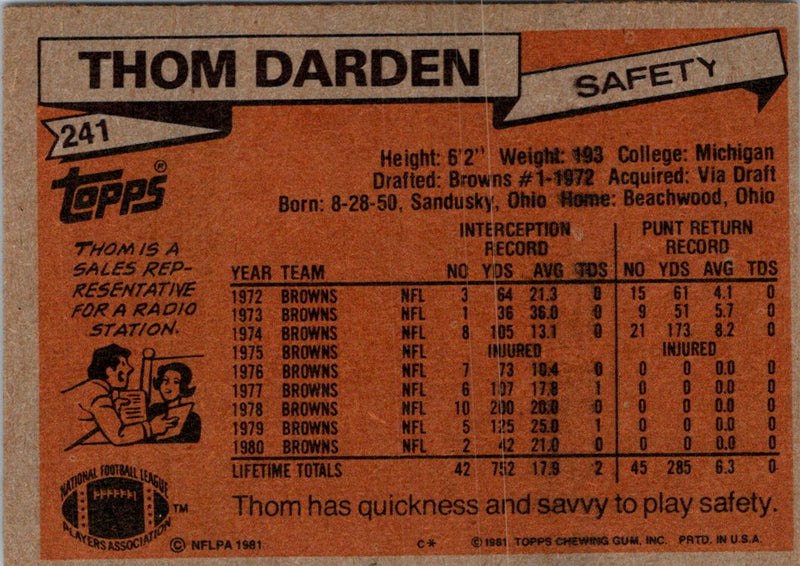 THOM DARDEN
SAFETY
241
topps®
Height: 6'2" Weight: 193 College: Michigan
Drafted: Browns #1-1972 Acquired: Via Draft
Born: 8-28-50, Sandusky, Ohio Home: Beachwood, Ohio
THOM IS A
SALES REP-
RESENTATIVE
FOR A RADIO
STATION.
INTERCEPTION PUNT RETURN
RECORD RECORD
YEAR TEAM NO YDS AVG TDS NO YDS AVG TDS
1972 BROWNS NFL 3 64 21.3 0 15 61 4.1 0
1973 BROWNS NFL 1 36 36.0 0 9 51 5.7 0
1974 BROWNS NFL 8 105 13.1 0 21 173 8.2 0
1975 BROWNS NFL INJURED INJURED
1976 BROWNS NFL 7 73 10.4 0 0 0 0.0 0
1977 BROWNS NFL 6 107 17.8 1 0 0 0.0 0
1978 BROWNS NFL 10 200 20.0 0 0 0 0.0 0
1979 BROWNS NFL 5 125 25.0 1 0 0 0.0 0
1980 BROWNS NFL 2 42 21.0 0 0 0 0.0 0
LIFETIME TOTALS 42 752 17.9 2 45 285 6.3 0
Thom has quickness and savvy to play safety.
NATIONAL FOOTBALL LEAGUE
PLAYERS ASSOCIATION
TM
© NFLPA 1981 C* © 1981 TOPPS CHEWING GUM, INC. PRTD. IN U.S.A.